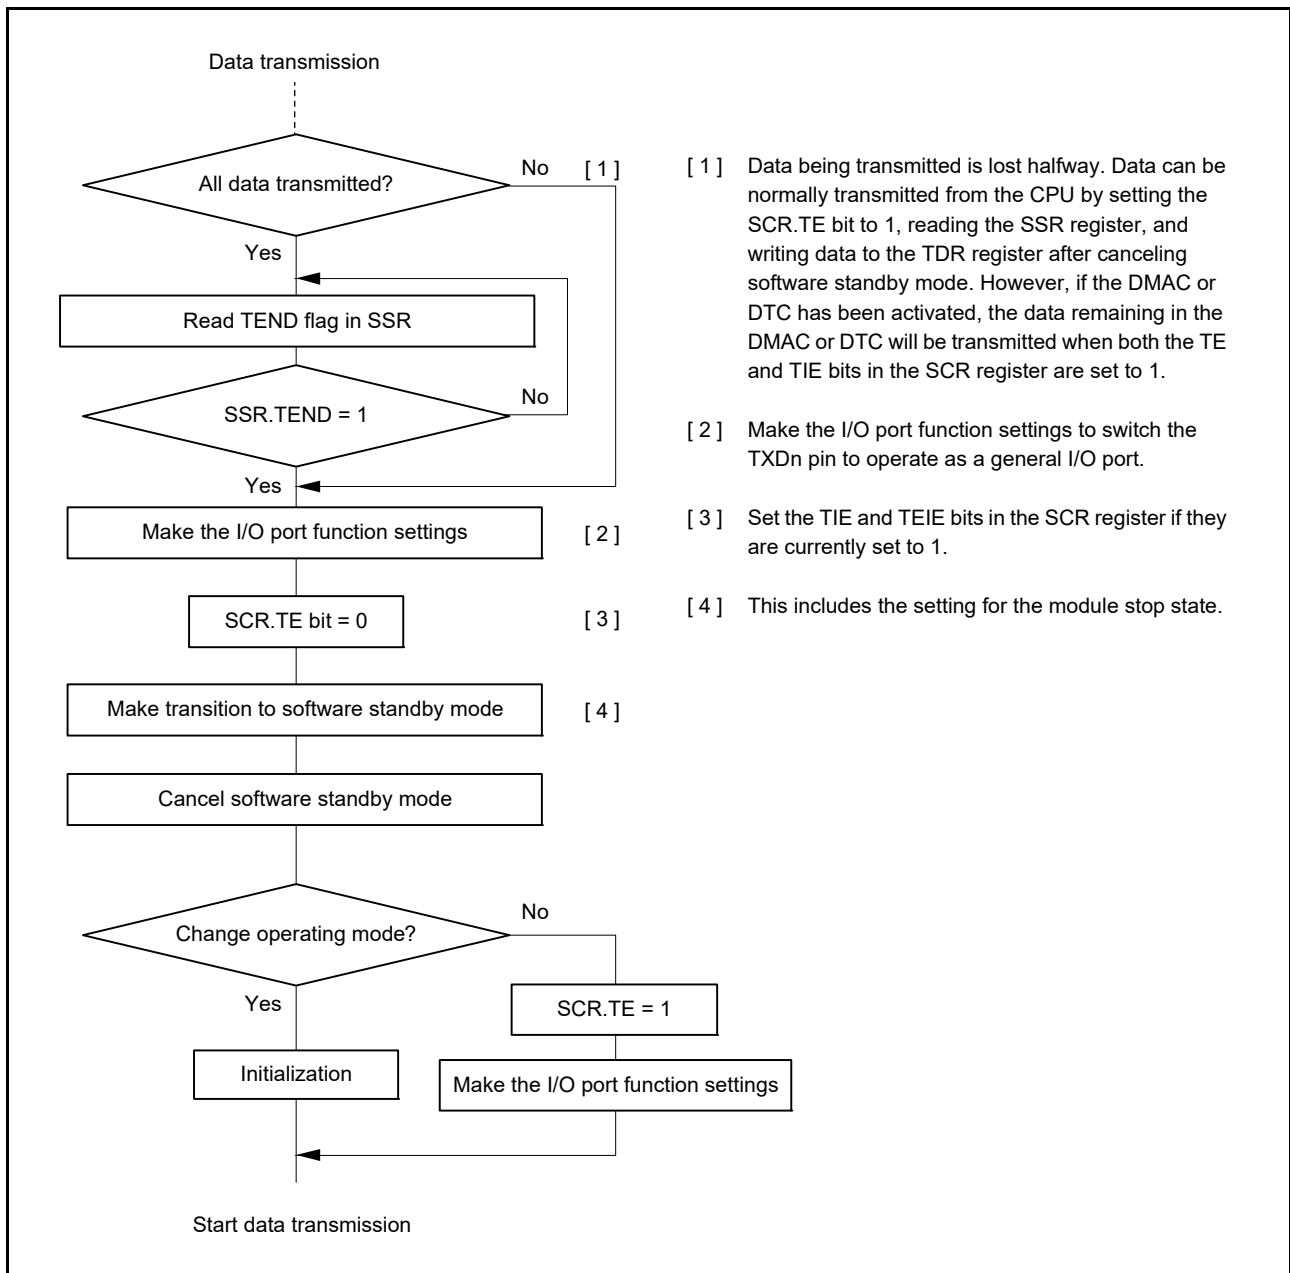 Data transmission
All data transmitted?
No
[ 1 ]
Yes
Read TEND flag in SSR
SSR.TEND = 1
No
Yes
Make the I/O port function settings
[ 2 ]
SCR.TE bit = 0
[ 3 ]
Make transition to software standby mode
[ 4 ]
Cancel software standby mode
Change operating mode?
No
Yes
SCR.TE = 1
Initialization
Make the I/O port function settings
Start data transmission
[ 1 ] Data being transmitted is lost halfway. Data can be
normally transmitted from the CPU by setting the
SCR.TE bit to 1, reading the SSR register, and
writing data to the TDR register after canceling
software standby mode. However, if the DMAC or
DTC has been activated, the data remaining in the
DMAC or DTC will be transmitted when both the TE
and TIE bits in the SCR register are set to 1.
[ 2 ] Make the I/O port function settings to switch the
TXDn pin to operate as a general I/O port.
[ 3 ] Set the TIE and TEIE bits in the SCR register if they
are currently set to 1.
[ 4 ] This includes the setting for the module stop state.